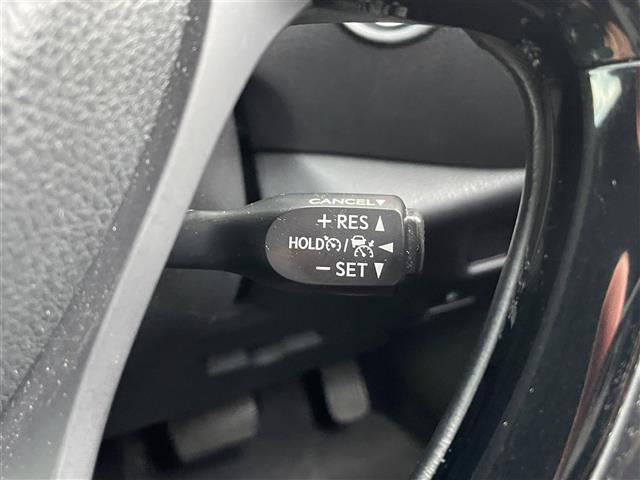 CANCEL▼
+ RES ▲
HOLD / ◄
− SET ▼